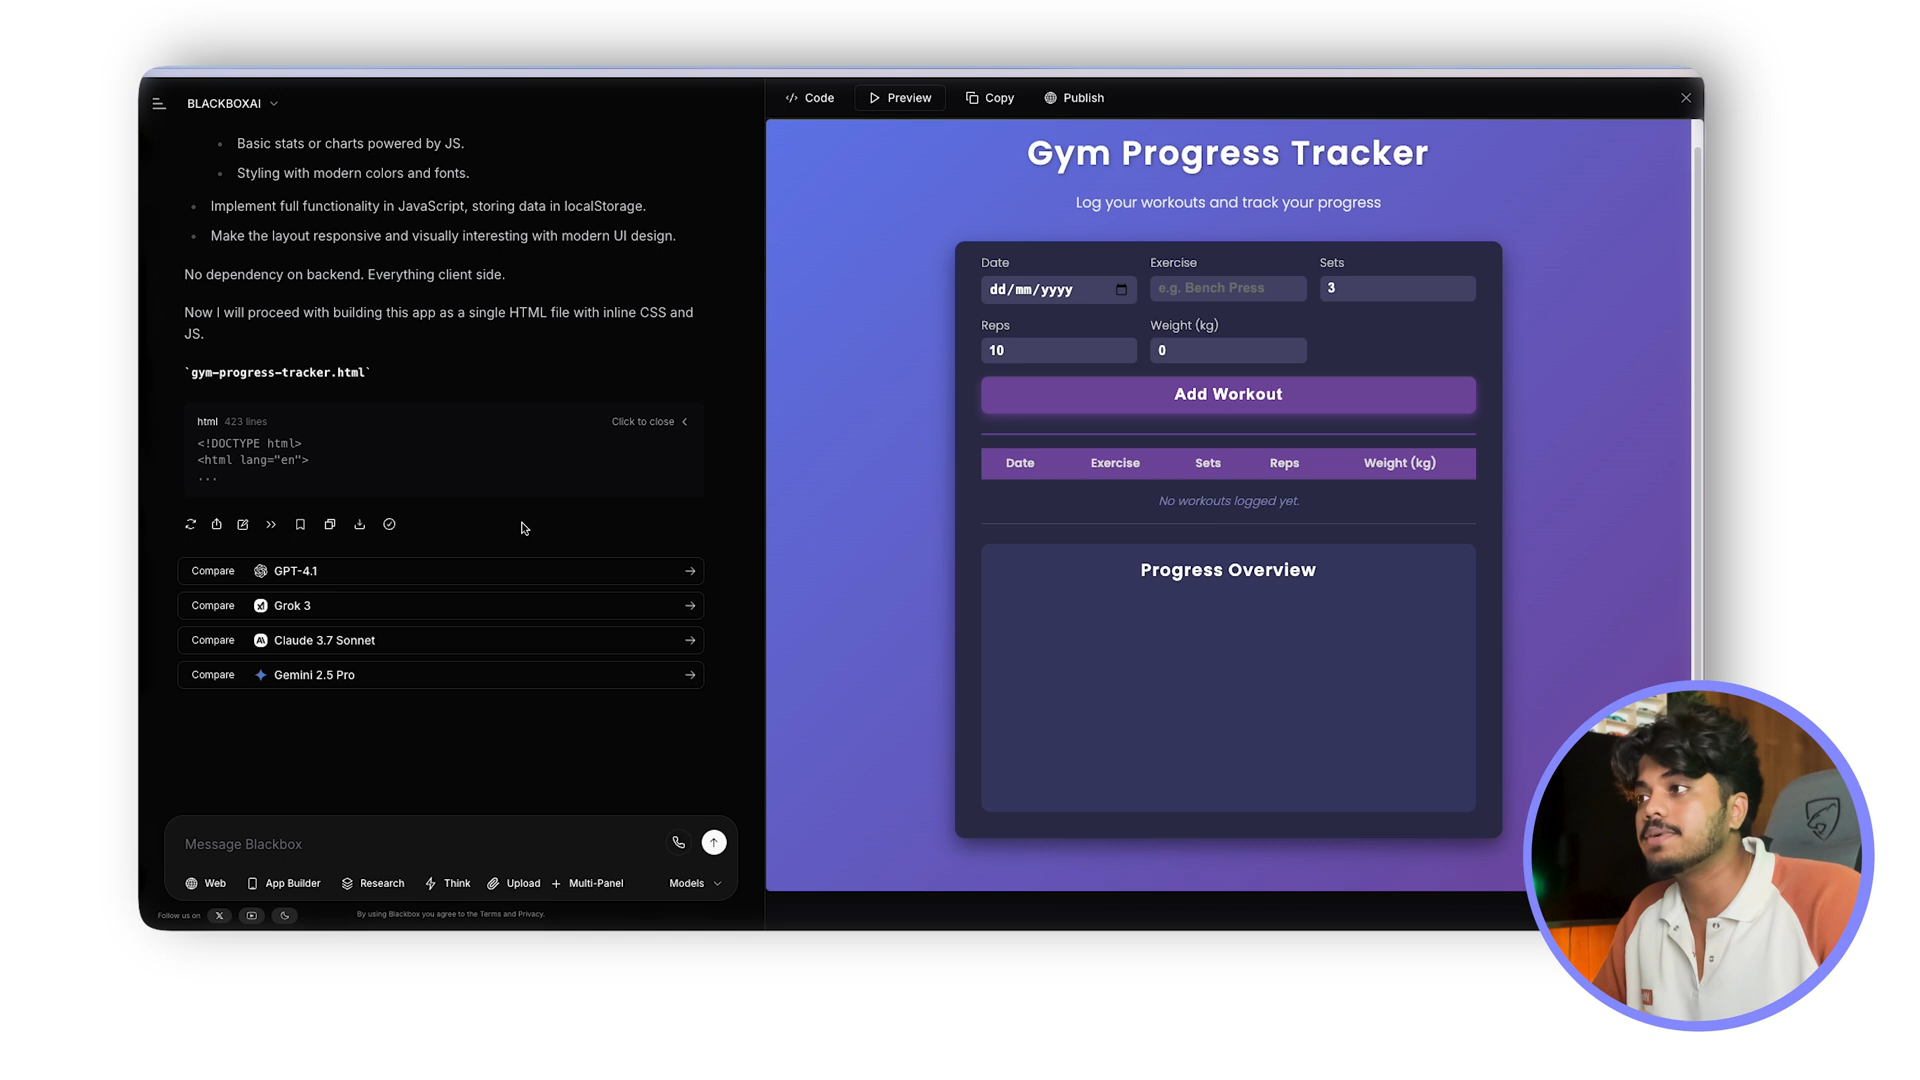 BLACKBOXAI
Basic stats or charts powered by JS.
Styling with modern colors and fonts.
Implement full functionality in JavaScript, storing data in localStorage.
Make the layout responsive and visually interesting with modern UI design.
No dependency on backend. Everything client side.
Now I will proceed with building this app as a single HTML file with inline CSS and
JS.
`gym-progress-tracker.html`
html 423 lines
Click to close
<!DOCTYPE html>
<html lang="en">
...
Compare GPT-4.1
Compare Grok 3
Compare Claude 3.7 Sonnet
Compare Gemini 2.5 Pro
Message Blackbox
Web App Builder Research Think Upload Multi-Panel Models
Follow us on
By using Blackbox you agree to the Terms and Privacy.
Code Preview Copy Publish
Gym Progress Tracker
Log your workouts and track your progress
Date Exercise Sets
dd/mm/yyyy e.g. Bench Press 3
Reps Weight (kg)
10 0
Add Workout
Date Exercise Sets Reps Weight (kg)
No workouts logged yet.
Progress Overview